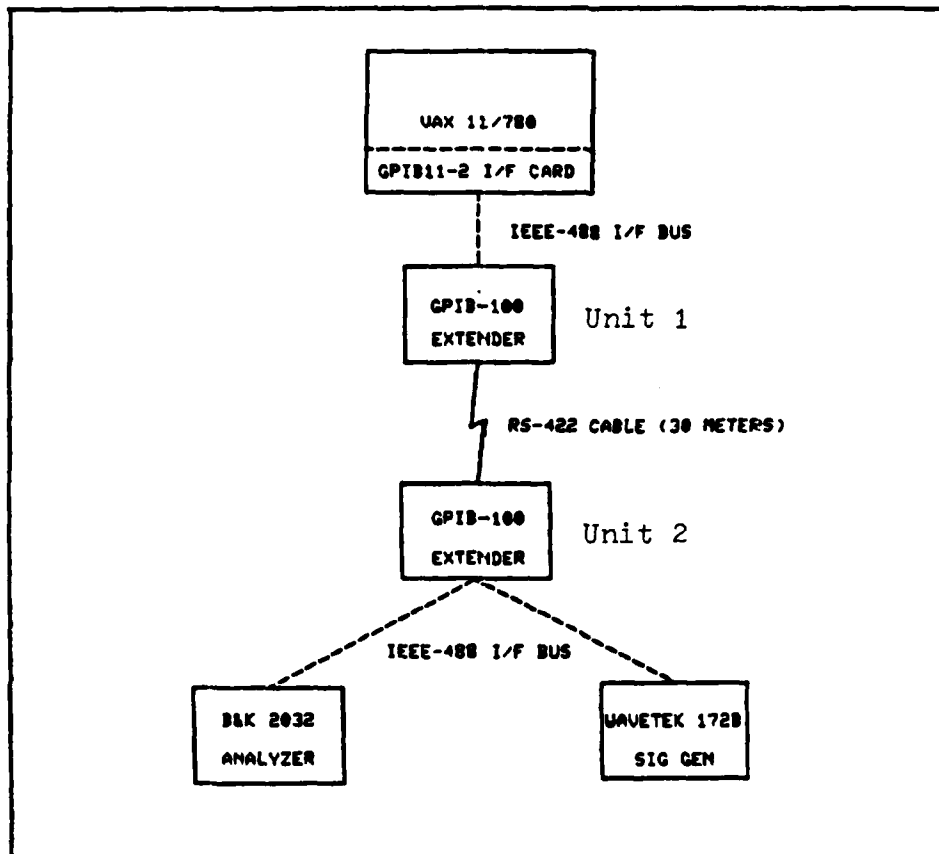 VAX 11/780
GPIB11-2 I/F CARD
IEEE-488 I/F BUS
GPIB-100
EXTENDER
Unit 1
RS-422 CABLE (30 METERS)
GPIB-100
EXTENDER
Unit 2
IEEE-488 I/F BUS
B&K 2032
ANALYZER
WAVETEK 172B
SIG GEN